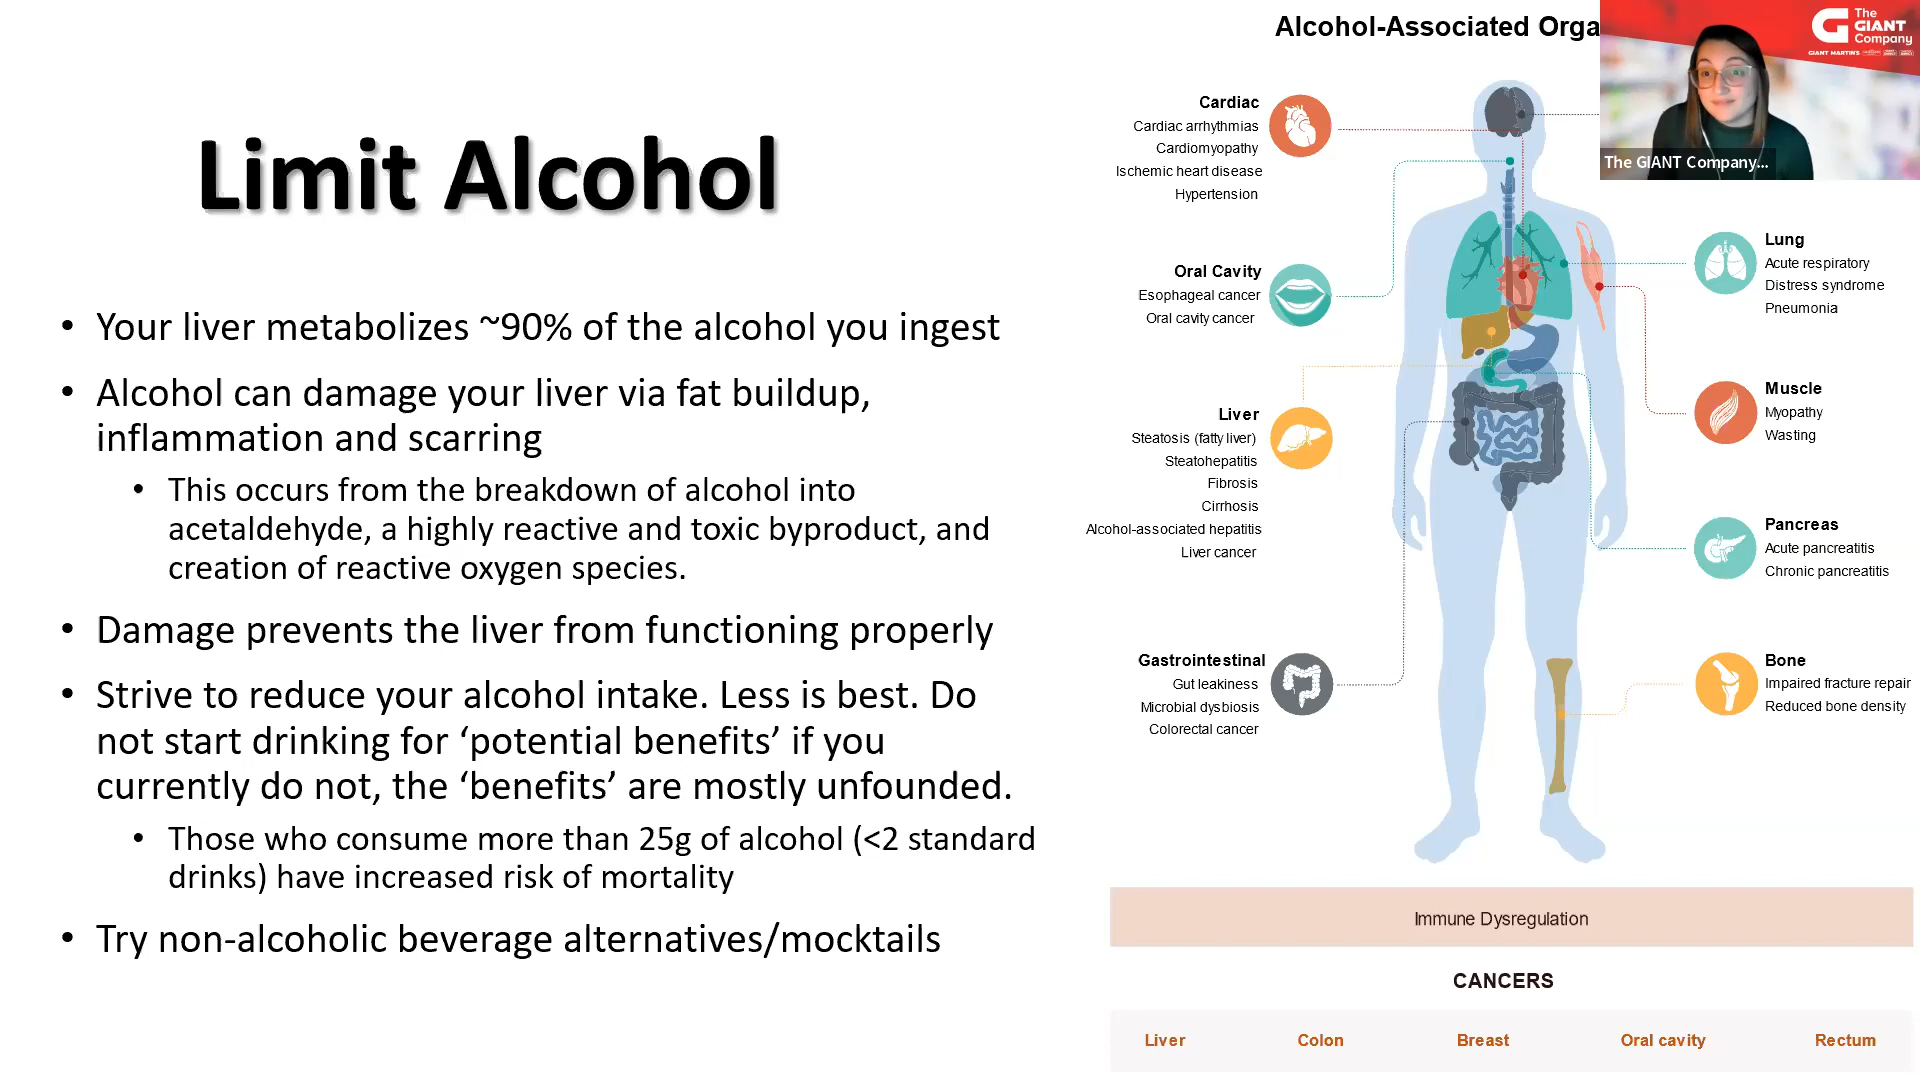 Limit Alcohol
• Your liver metabolizes ~90% of the alcohol you ingest
• Alcohol can damage your liver via fat buildup,
inflammation and scarring
• This occurs from the breakdown of alcohol into
acetaldehyde, a highly reactive and toxic byproduct, and
creation of reactive oxygen species.
• Damage prevents the liver from functioning properly
• Strive to reduce your alcohol intake. Less is best. Do
not start drinking for ‘potential benefits’ if you
currently do not, the ‘benefits’ are mostly unfounded.
• Those who consume more than 25g of alcohol (<2 standard
drinks) have increased risk of mortality
• Try non-alcoholic beverage alternatives/mocktails
Alcohol-Associated Orga
Cardiac
Cardiac arrhythmias
Cardiomyopathy
Ischemic heart disease
Hypertension
Oral Cavity
Esophageal cancer
Oral cavity cancer
Liver
Steatosis (fatty liver)
Steatohepatitis
Fibrosis
Cirrhosis
Alcohol-associated hepatitis
Liver cancer
Gastrointestinal
Gut leakiness
Microbial dysbiosis
Colorectal cancer
The
GIANT
Company
GIANT MARTIN'S
The GIANT Company...
Lung
Acute respiratory
Distress syndrome
Pneumonia
Muscle
Myopathy
Wasting
Pancreas
Acute pancreatitis
Chronic pancreatitis
Bone
Impaired fracture repair
Reduced bone density
Immune Dysregulation
CANCERS
Liver Colon Breast Oral cavity Rectum